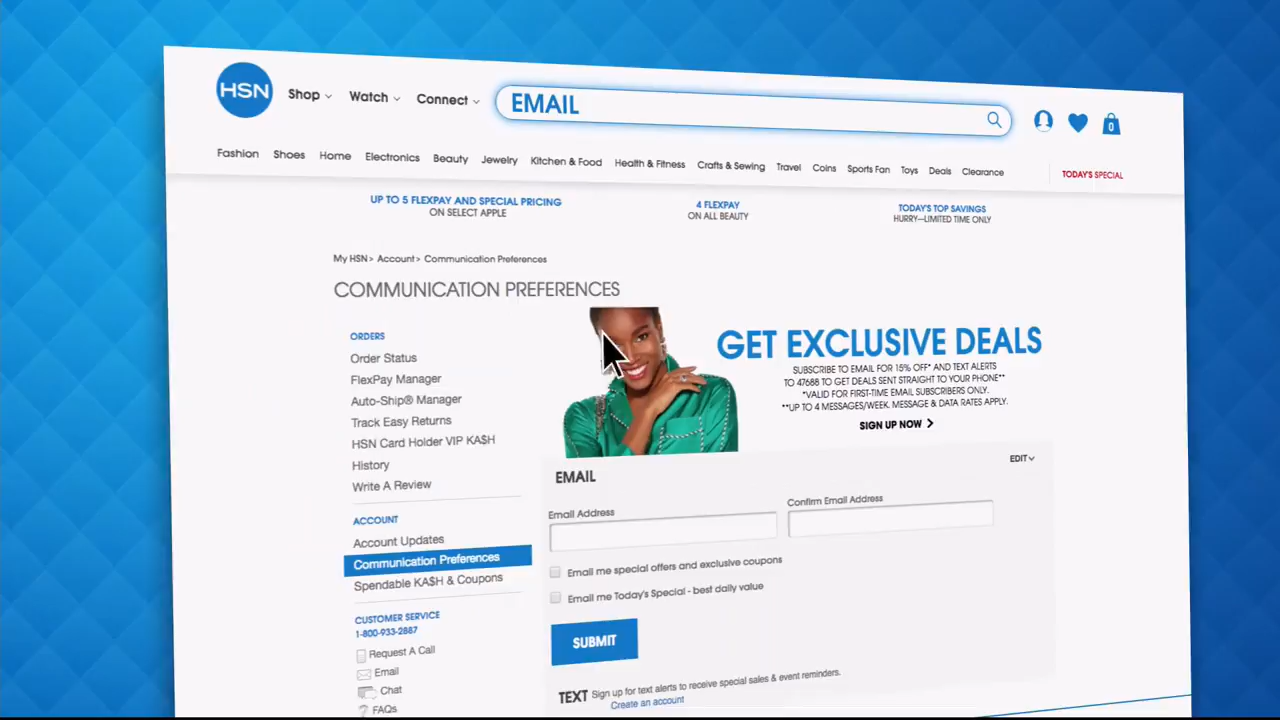 HSN
Shop
Watch
Connect
EMAIL
0
Fashion Shoes Home Electronics Beauty Jewelry Kitchen & Food Health & Fitness Crafts & Sewing Travel Coins Sports Fan Toys Deals Clearance TODAY'S SPECIAL
UP TO 5 FLEXPAY AND SPECIAL PRICING
ON SELECT APPLE
4 FLEXPAY
ON ALL BEAUTY
TODAY'S TOP SAVINGS
HURRY—LIMITED TIME ONLY
My HSN > Account > Communication Preferences
COMMUNICATION PREFERENCES
ORDERS
Order Status
FlexPay Manager
Auto-Ship® Manager
Track Easy Returns
HSN Card Holder VIP KA$H
History
Write A Review
ACCOUNT
Account Updates
Communication Preferences
Spendable KA$H & Coupons
CUSTOMER SERVICE
1-800-933-2887
Request A Call
Email
Chat
FAQs
GET EXCLUSIVE DEALS
SUBSCRIBE TO EMAIL FOR 15% OFF* AND TEXT ALERTS
TO 47688 TO GET DEALS SENT STRAIGHT TO YOUR PHONE**
*VALID FOR FIRST-TIME EMAIL SUBSCRIBERS ONLY.
**UP TO 4 MESSAGES/WEEK. MESSAGE & DATA RATES APPLY.
SIGN UP NOW >
EMAIL
EDIT
Email Address
Confirm Email Address
Email me special offers and exclusive coupons
Email me Today's Special - best daily value
SUBMIT
TEXT Sign up for text alerts to receive special sales & event reminders.
Create an account